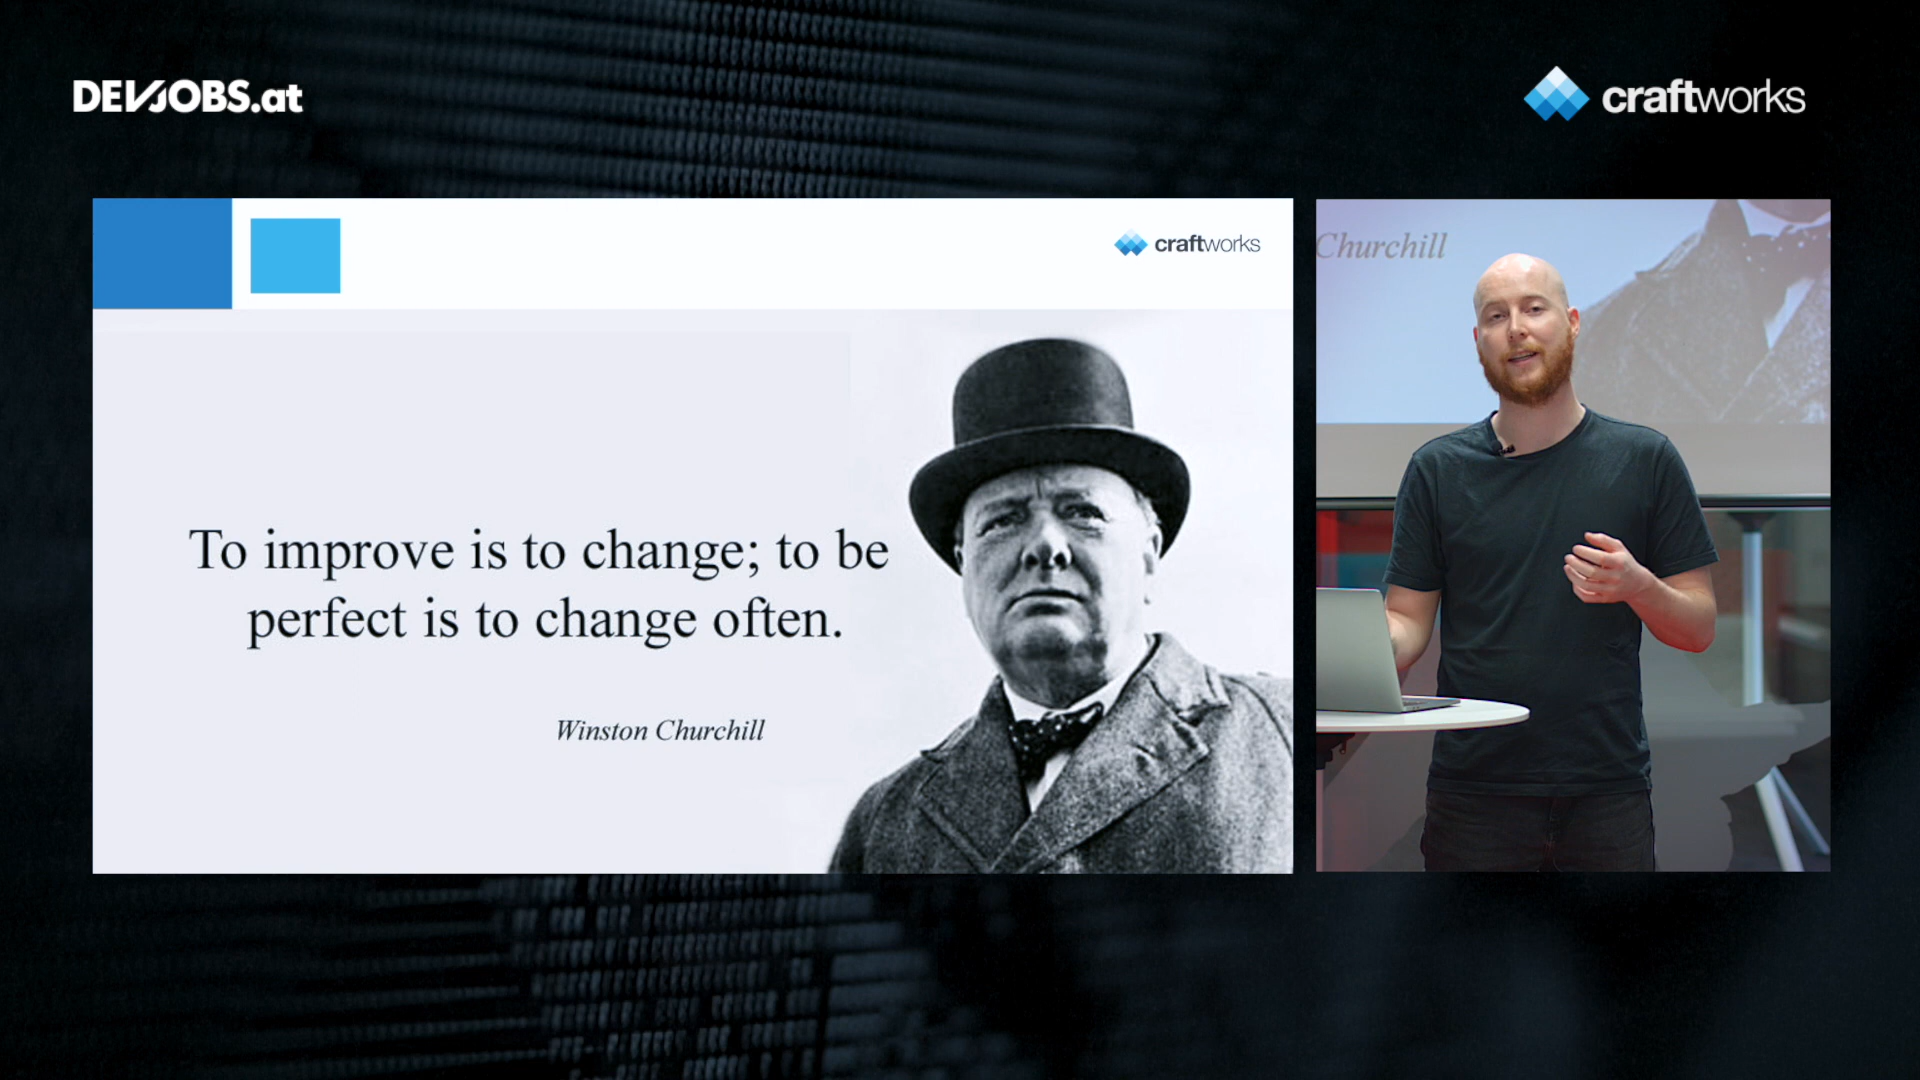 DEVJOBS.at
craftworks
craftworks
To improve is to change; to be
perfect is to change often.
Winston Churchill
Churchill